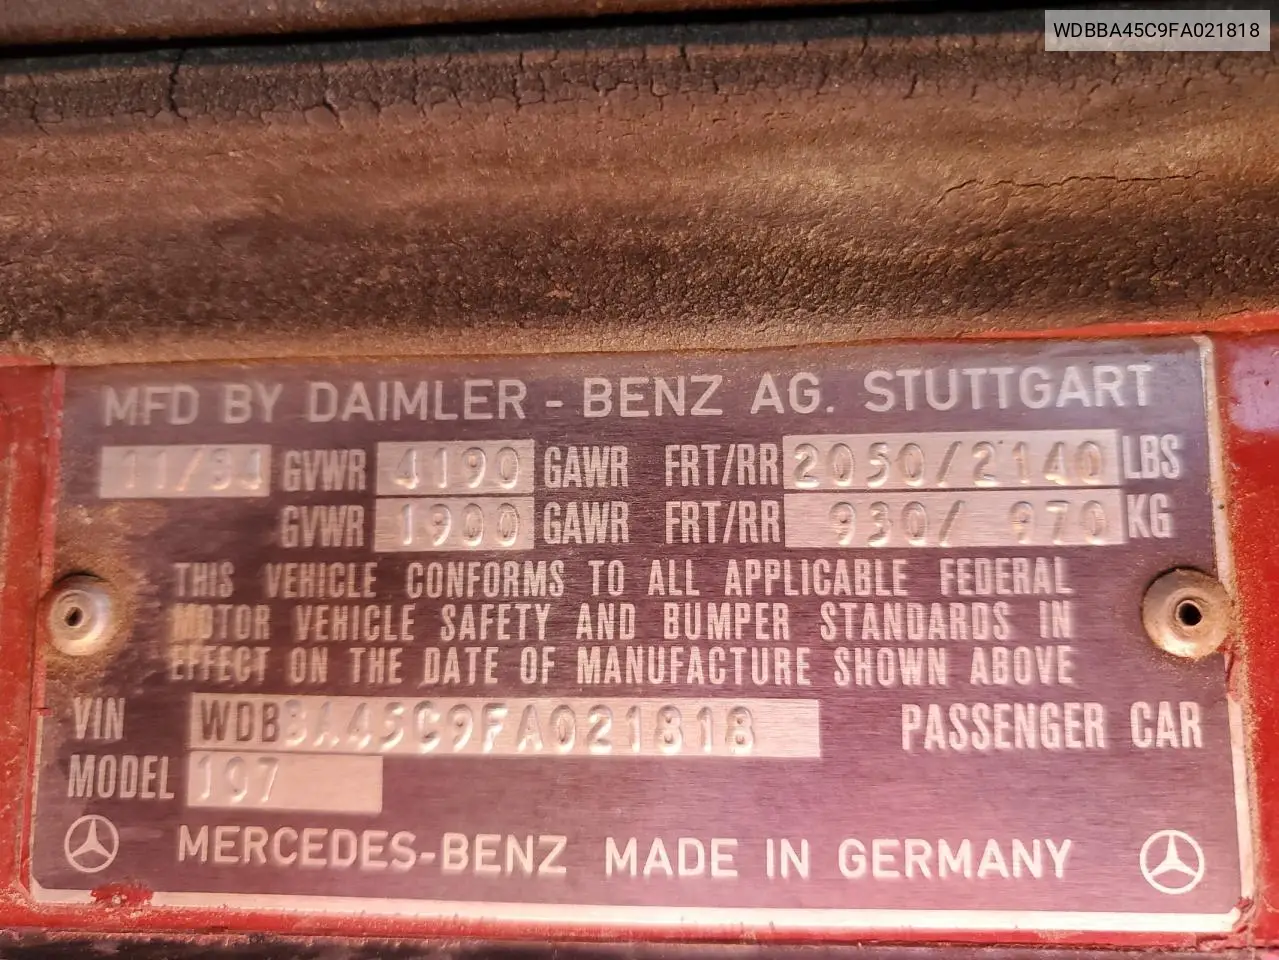 WDBBA45C9FA021818
MFD BY DAIMLER - BENZ AG. STUTTGART
11/84 GVWR 4190 GAWR FRT/RR 2050/2140 LBS
GVWR 1900 GAWR FRT/RR 930/ 970 KG
THIS VEHICLE CONFORMS TO ALL APPLICABLE FEDERAL
MOTOR VEHICLE SAFETY AND BUMPER STANDARDS IN
EFFECT ON THE DATE OF MANUFACTURE SHOWN ABOVE
VIN WDBBA45C9FA021818 PASSENGER CAR
MODEL 107
MERCEDES-BENZ MADE IN GERMANY